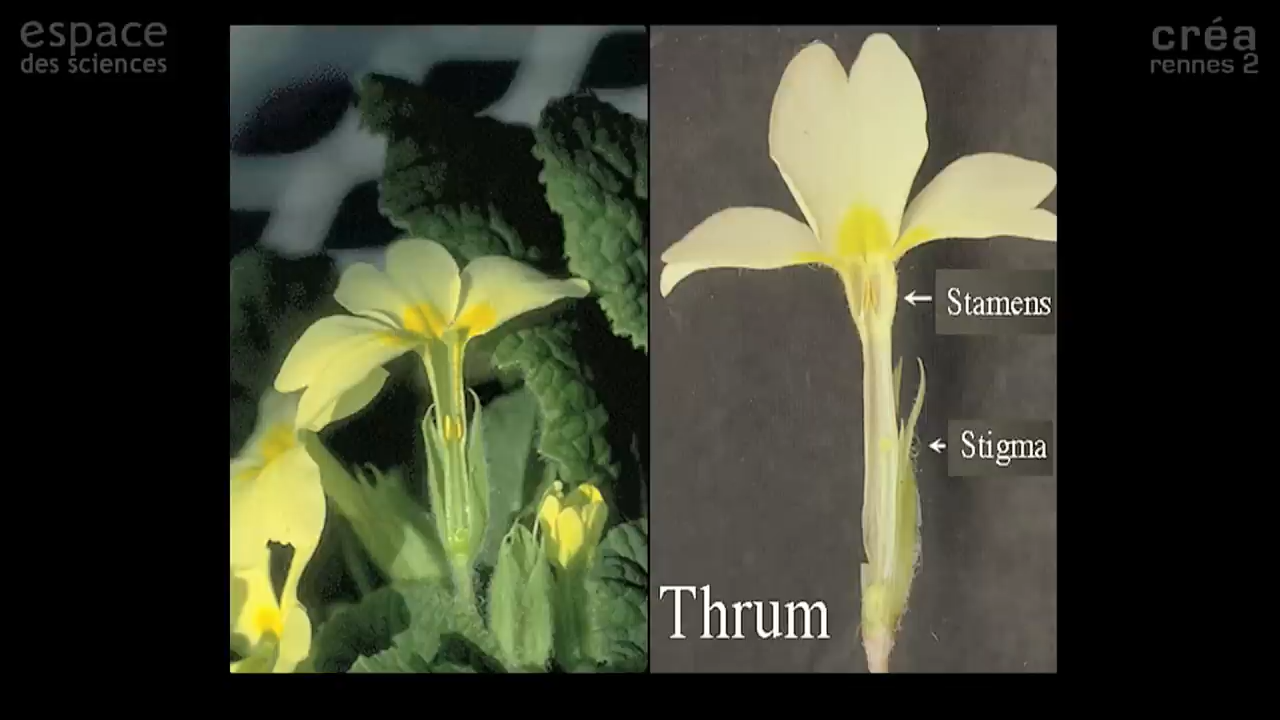 espace
des sciences
créa
rennes 2
Stamens
Stigma
Thrum